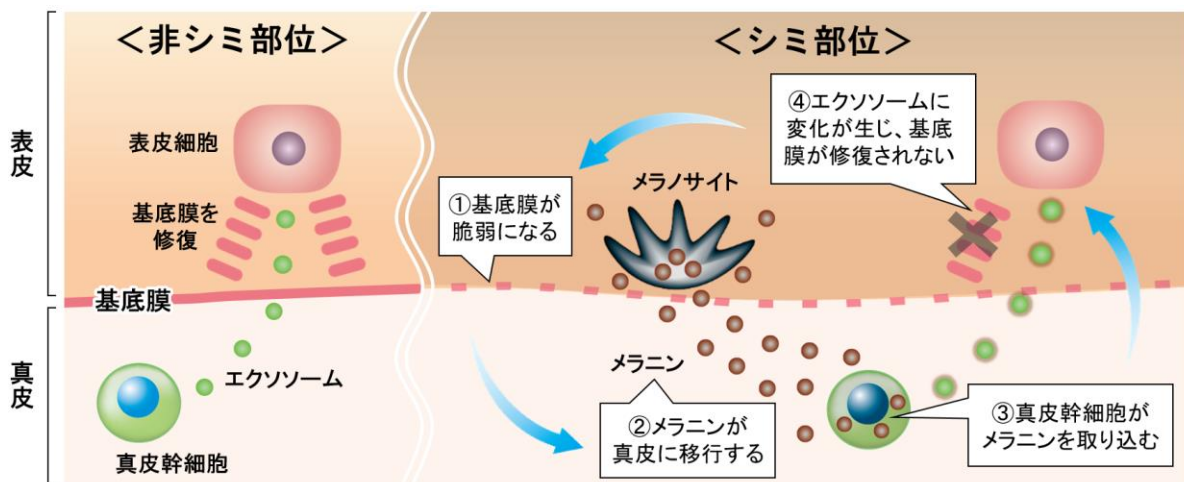 <非シミ部位>
<シミ部位>
表皮
表皮細胞
基底膜を
修復
基底膜
真皮
エクソソーム
真皮幹細胞
①基底膜が
脆弱になる
メラノサイト
④エクソソームに
変化が生じ、基底
膜が修復されない
メラニン
②メラニンが
真皮に移行する
③真皮幹細胞が
メラニンを取り込む